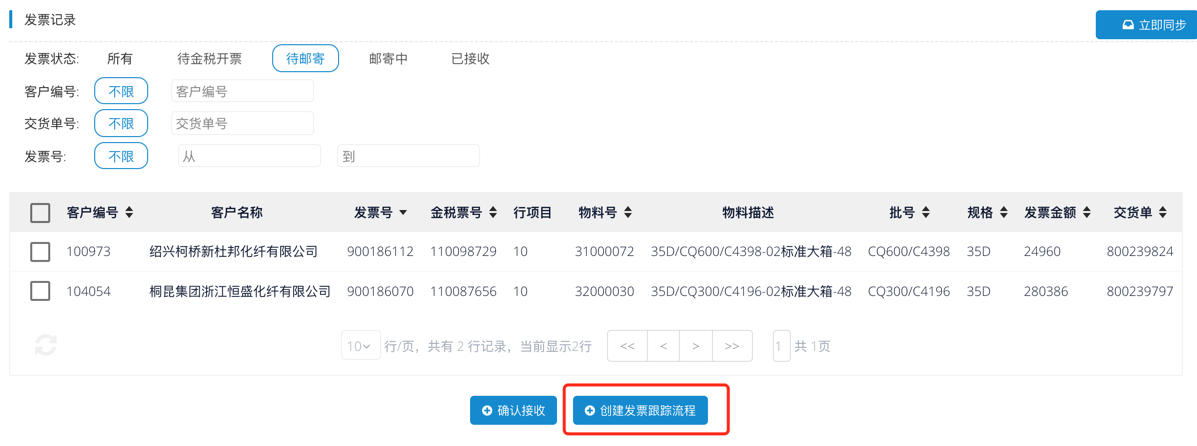 发票记录
立即同步
发票状态: 所有 待金税开票 待邮寄 邮寄中 已接收
客户编号: 不限 客户编号
交货单号: 不限 交货单号
发票号: 不限 从 到
客户编号 客户名称 发票号 金税票号 行项目 物料号 物料描述 批号 规格 发票金额 交货单
100973 绍兴柯桥新杜邦化纤有限公司 900186112 110098729 10 31000072 35D/CQ600/C4398-02标准大箱-48 CQ600/C4398 35D 24960 800239824
104054 桐昆集团浙江恒盛化纤有限公司 900186070 110087656 10 32000030 35D/CQ300/C4196-02标准大箱-48 CQ300/C4196 35D 280386 800239797
10 行/页，共有 2 行记录，当前显示2行 << < > >> 1 共 1页
确认接收 创建发票跟踪流程